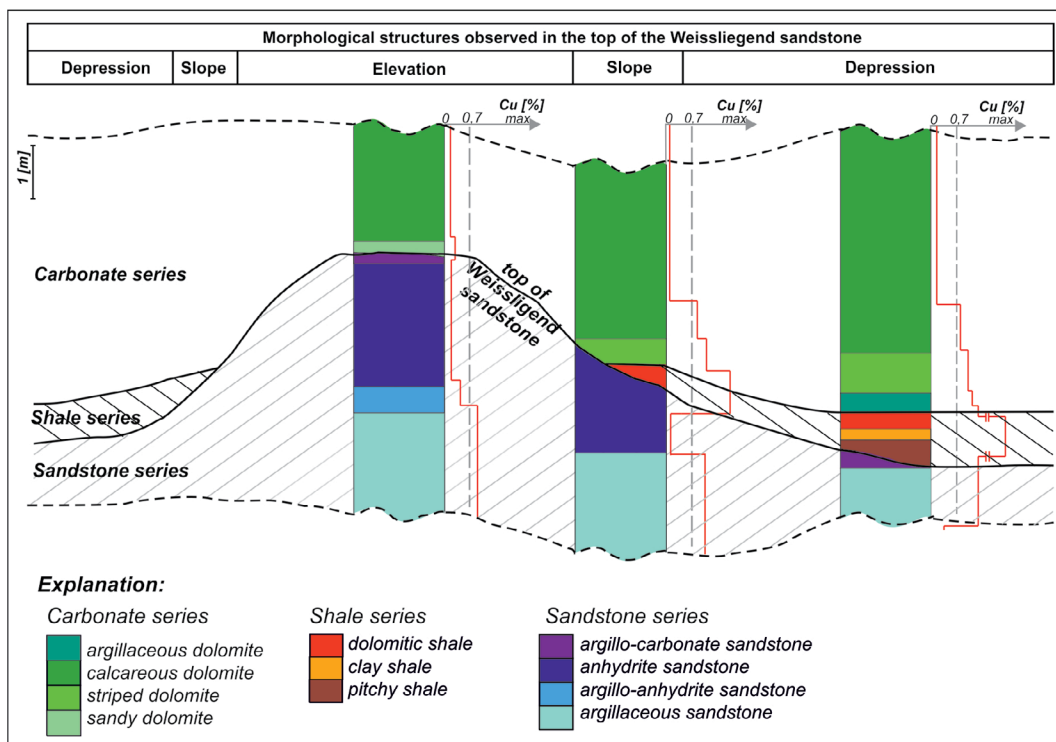 Morphological structures observed in the top of the Weissliegend sandstone
Depression Slope Elevation Slope Depression
Cu [%] Cu [%] Cu [%]
0 0,7 max 0 0,7 max 0 0,7 max
1 [m]
Carbonate series
top of
Weissligend
sandstone
Shale series
Sandstone series
Explanation:
Carbonate series
argillaceous dolomite
calcareous dolomite
striped dolomite
sandy dolomite
Shale series
dolomitic shale
clay shale
pitchy shale
Sandstone series
argillo-carbonate sandstone
anhydrite sandstone
argillo-anhydrite sandstone
argillaceous sandstone